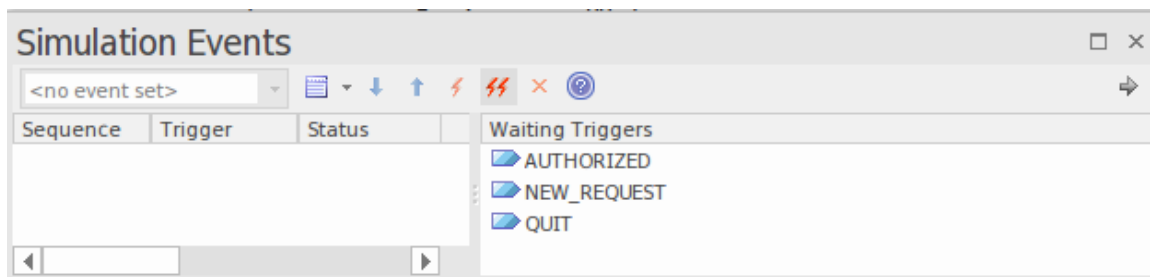 Simulation Events
<no event set>
Sequence Trigger Status
Waiting Triggers
AUTHORIZED
NEW_REQUEST
QUIT